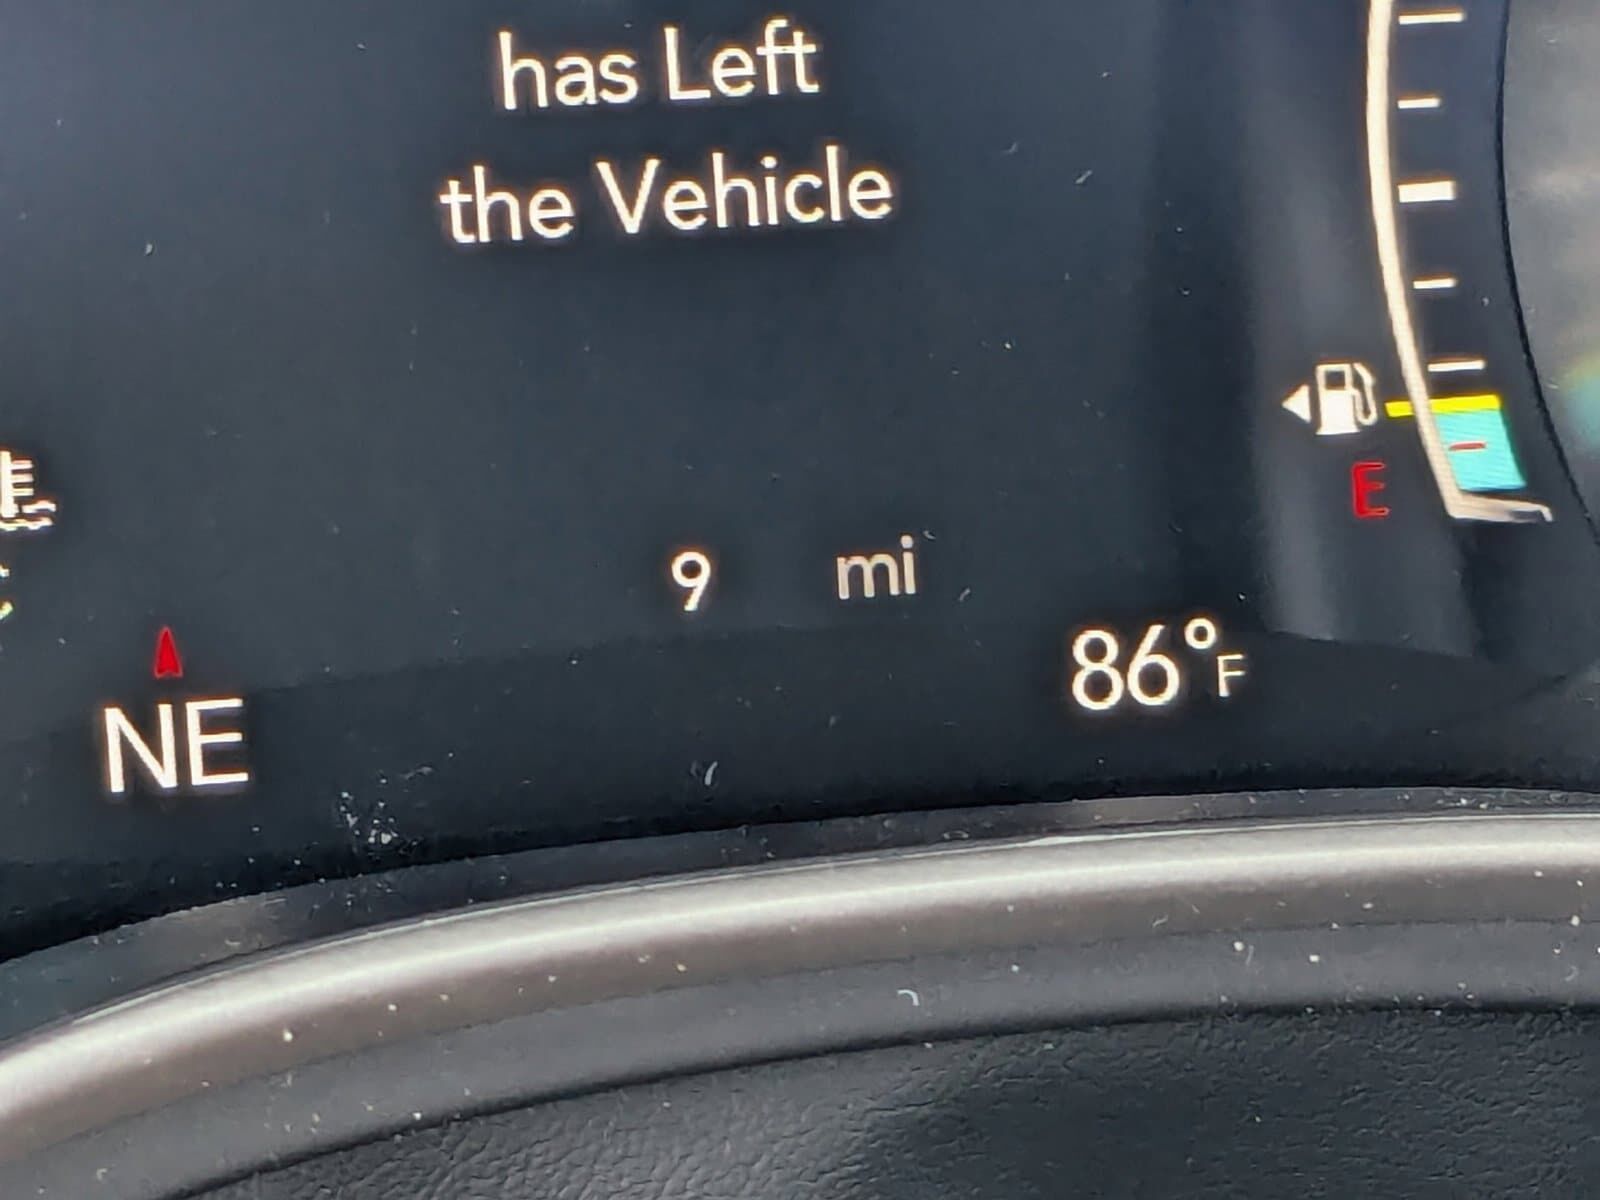 has Left
the Vehicle
E
9 mi
86°F
NE